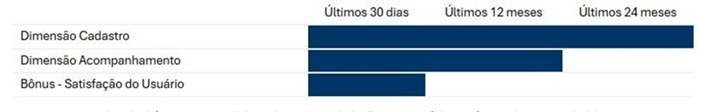 Últimos 30 dias Últimos 12 meses Últimos 24 meses
Dimensão Cadastro
Dimensão Acompanhamento
Bônus - Satisfação do Usuário